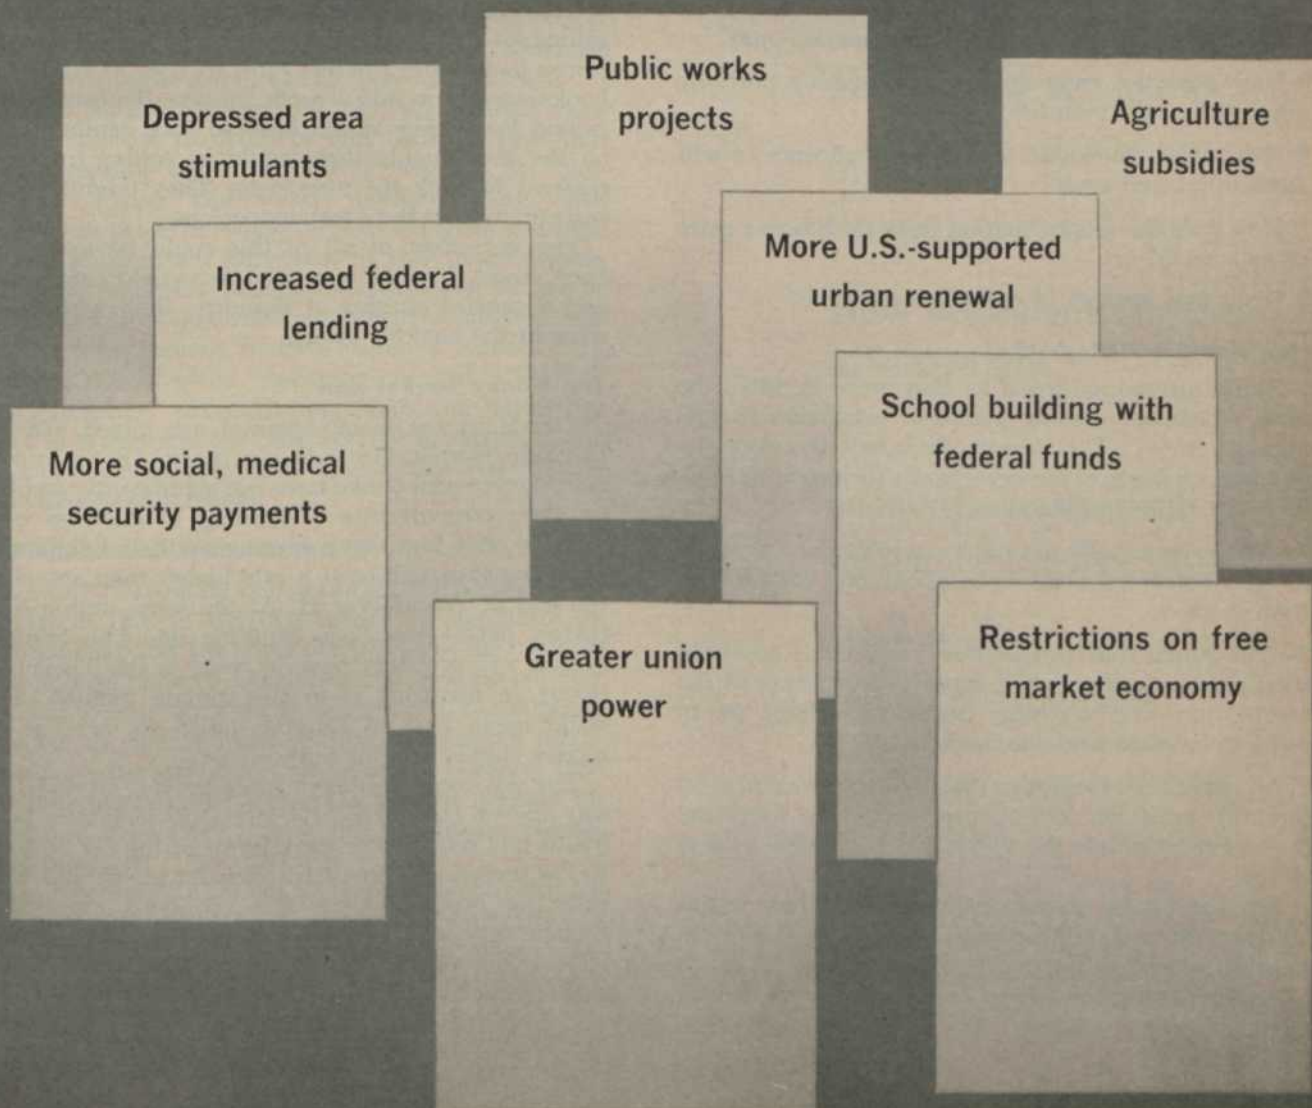 Public works
projects
Depressed area
stimulants
Agriculture
subsidies
Increased federal
lending
More U.S.-supported
urban renewal
School building with
federal funds
More social, medical
security payments
Greater union
power
Restrictions on free
market economy